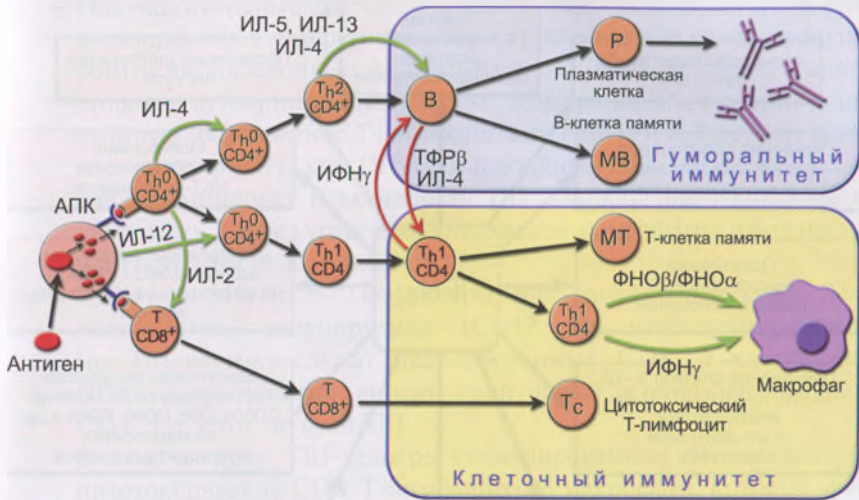 ИЛ-5, ИЛ-13
ИЛ-4
P
Плазматическая
клетка
Th2
CD4+
B
ИЛ-4
Th0
CD4+
В-клетка памяти
MB
Гуморальный
иммунитет
Th0
CD4+
АПК
ИФНγ
ТФРβ
ИЛ-4
Th0
CD4+
ИЛ-12
MT
Т-клетка памяти
Th1
CD4
Th1
CD4
ИЛ-2
ФНОβ/ФНОα
Th1
CD4
T
CD8+
Антиген
ИФНγ
Макрофаг
T
CD8+
Tc
Цитотоксический
Т-лимфоцит
Клеточный иммунитет